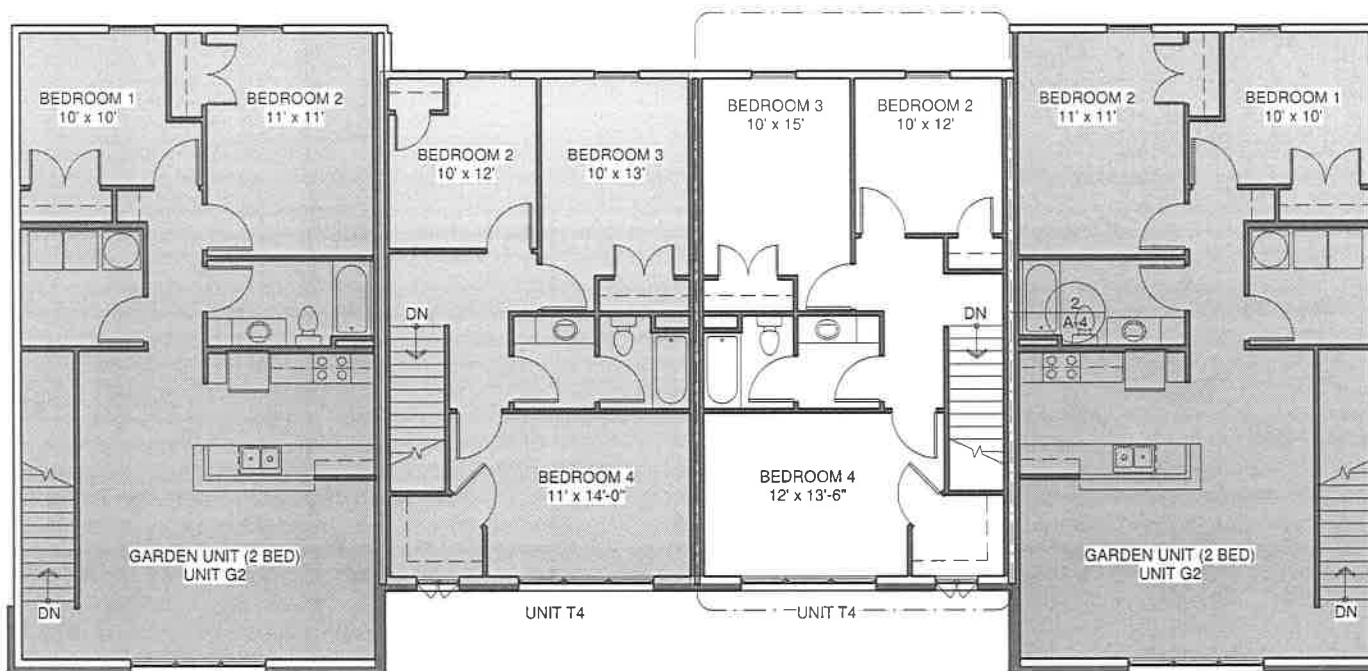 BEDROOM 1
10' x 10'
BEDROOM 2
11' x 11'
BEDROOM 2
10' x 12'
BEDROOM 3
10' x 13'
BEDROOM 3
10' x 15'
BEDROOM 2
10' x 12'
BEDROOM 2
11' x 11'
BEDROOM 1
10' x 10'
DN
DN
2
A-4
BEDROOM 4
11' x 14'-0"
BEDROOM 4
12' x 13'-6"
GARDEN UNIT (2 BED)
UNIT G2
GARDEN UNIT (2 BED)
UNIT G2
DN
UNIT T4
UNIT T4
DN